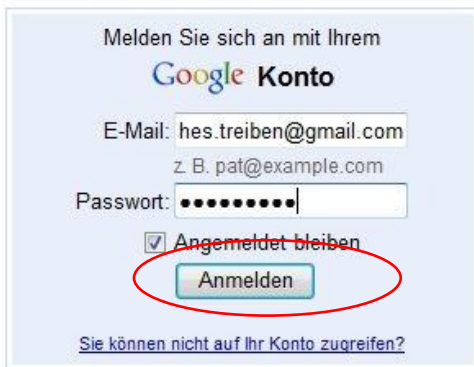 Melden Sie sich an mit Ihrem
Google Konto
E-Mail: hes.treiben@gmail.com
z. B. pat@example.com
Passwort: •••••••••
Angemeldet bleiben
Anmelden
Sie können nicht auf Ihr Konto zugreifen?